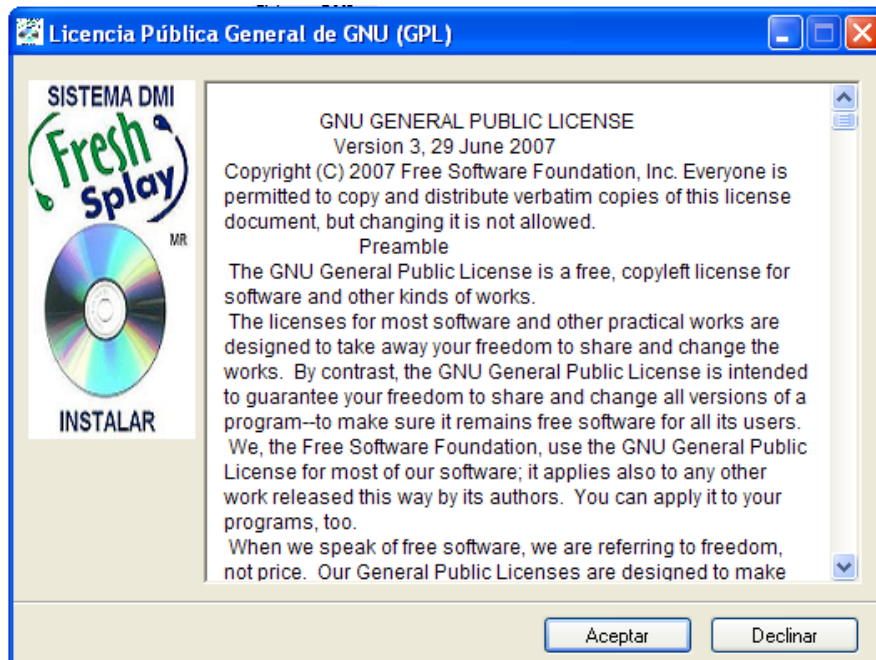 Licencia Pública General de GNU (GPL)
SISTEMA DMI
Fresh
Splay
MR
INSTALAR
GNU GENERAL PUBLIC LICENSE
Version 3, 29 June 2007
Copyright (C) 2007 Free Software Foundation, Inc. Everyone is
permitted to copy and distribute verbatim copies of this license
document, but changing it is not allowed.
Preamble
The GNU General Public License is a free, copyleft license for
software and other kinds of works.
The licenses for most software and other practical works are
designed to take away your freedom to share and change the
works.  By contrast, the GNU General Public License is intended
to guarantee your freedom to share and change all versions of a
program--to make sure it remains free software for all its users.
We, the Free Software Foundation, use the GNU General Public
License for most of our software; it applies also to any other
work released this way by its authors.  You can apply it to your
programs, too.
When we speak of free software, we are referring to freedom,
not price.  Our General Public Licenses are designed to make
Aceptar
Declinar